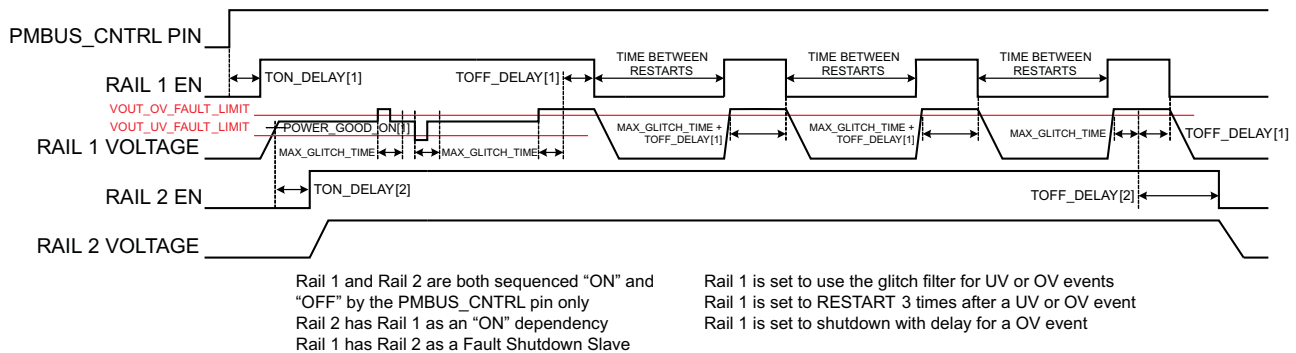 PMBUS_CNTRL PIN
TIME BETWEEN
RESTARTS
TIME BETWEEN
RESTARTS
TIME BETWEEN
RESTARTS
TON_DELAY[1]
TOFF_DELAY[1]
RAIL 1 EN
VOUT_OV_FAULT_LIMIT
VOUT_UV_FAULT_LIMIT
POWER_GOOD_ON[1]
MAX_GLITCH_TIME +
TOFF_DELAY[1]
MAX_GLITCH_TIME +
TOFF_DELAY[1]
MAX_GLITCH_TIME
TOFF_DELAY[1]
RAIL 1 VOLTAGE
MAX_GLITCH_TIME
MAX_GLITCH_TIME
RAIL 2 EN
TON_DELAY[2]
TOFF_DELAY[2]
RAIL 2 VOLTAGE
Rail 1 and Rail 2 are both sequenced “ON” and
“OFF” by the PMBUS_CNTRL pin only
Rail 2 has Rail 1 as an “ON” dependency
Rail 1 has Rail 2 as a Fault Shutdown Slave
Rail 1 is set to use the glitch filter for UV or OV events
Rail 1 is set to RESTART 3 times after a UV or OV event
Rail 1 is set to shutdown with delay for a OV event